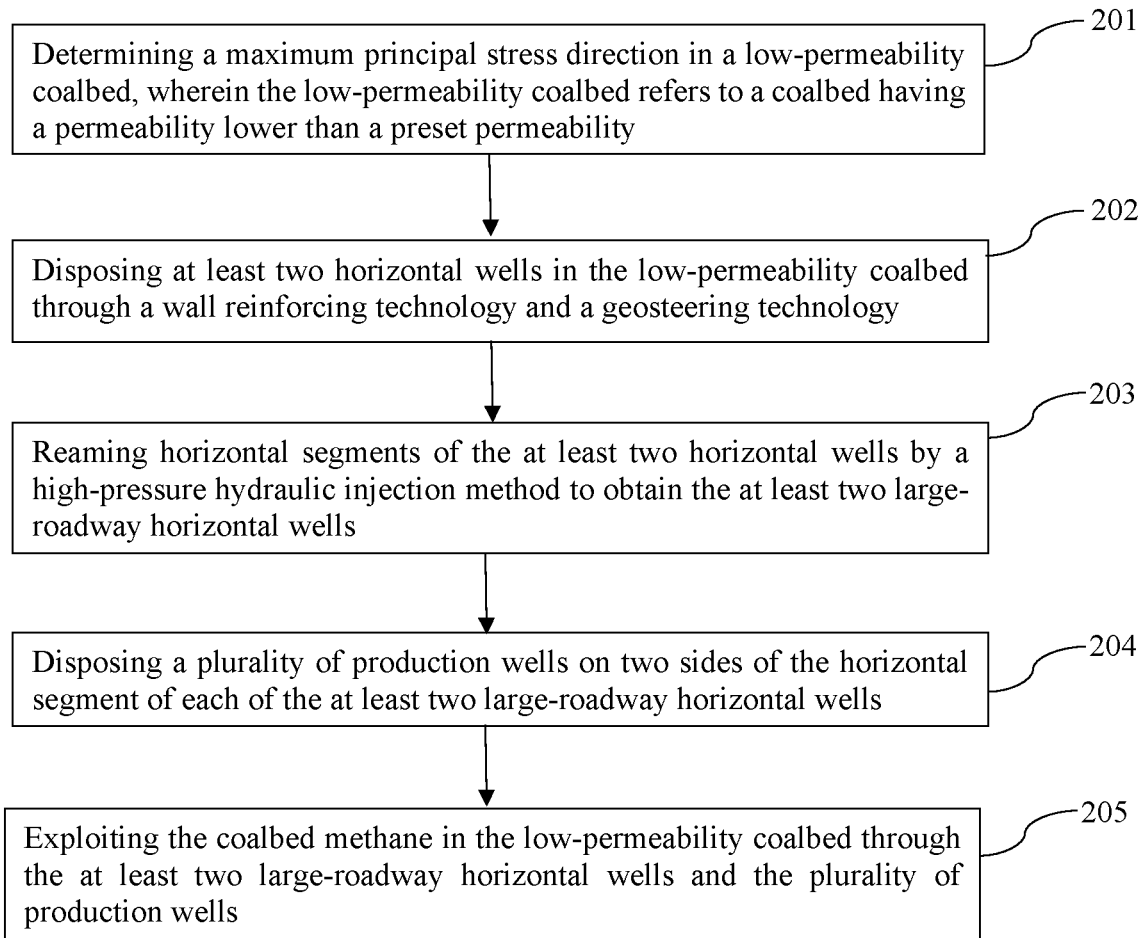 201
Determining a maximum principal stress direction in a low-permeability
coalbed, wherein the low-permeability coalbed refers to a coalbed having
a permeability lower than a preset permeability
202
Disposing at least two horizontal wells in the low-permeability coalbed
through a wall reinforcing technology and a geosteering technology
203
Reaming horizontal segments of the at least two horizontal wells by a
high-pressure hydraulic injection method to obtain the at least two large-
roadway horizontal wells
204
Disposing a plurality of production wells on two sides of the horizontal
segment of each of the at least two large-roadway horizontal wells
205
Exploiting the coalbed methane in the low-permeability coalbed through
the at least two large-roadway horizontal wells and the plurality of
production wells